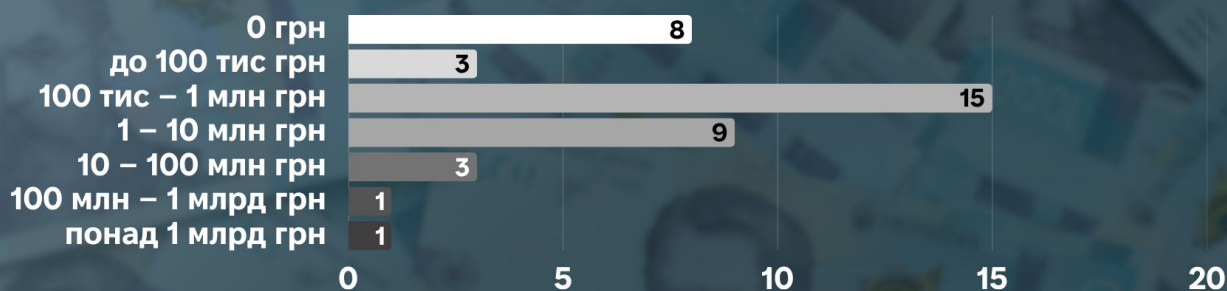 0 грн 8
до 100 тис грн 3
100 тис – 1 млн грн 15
1 – 10 млн грн 9
10 – 100 млн грн 3
100 млн – 1 млрд грн 1
понад 1 млрд грн 1
0 5 10 15 20